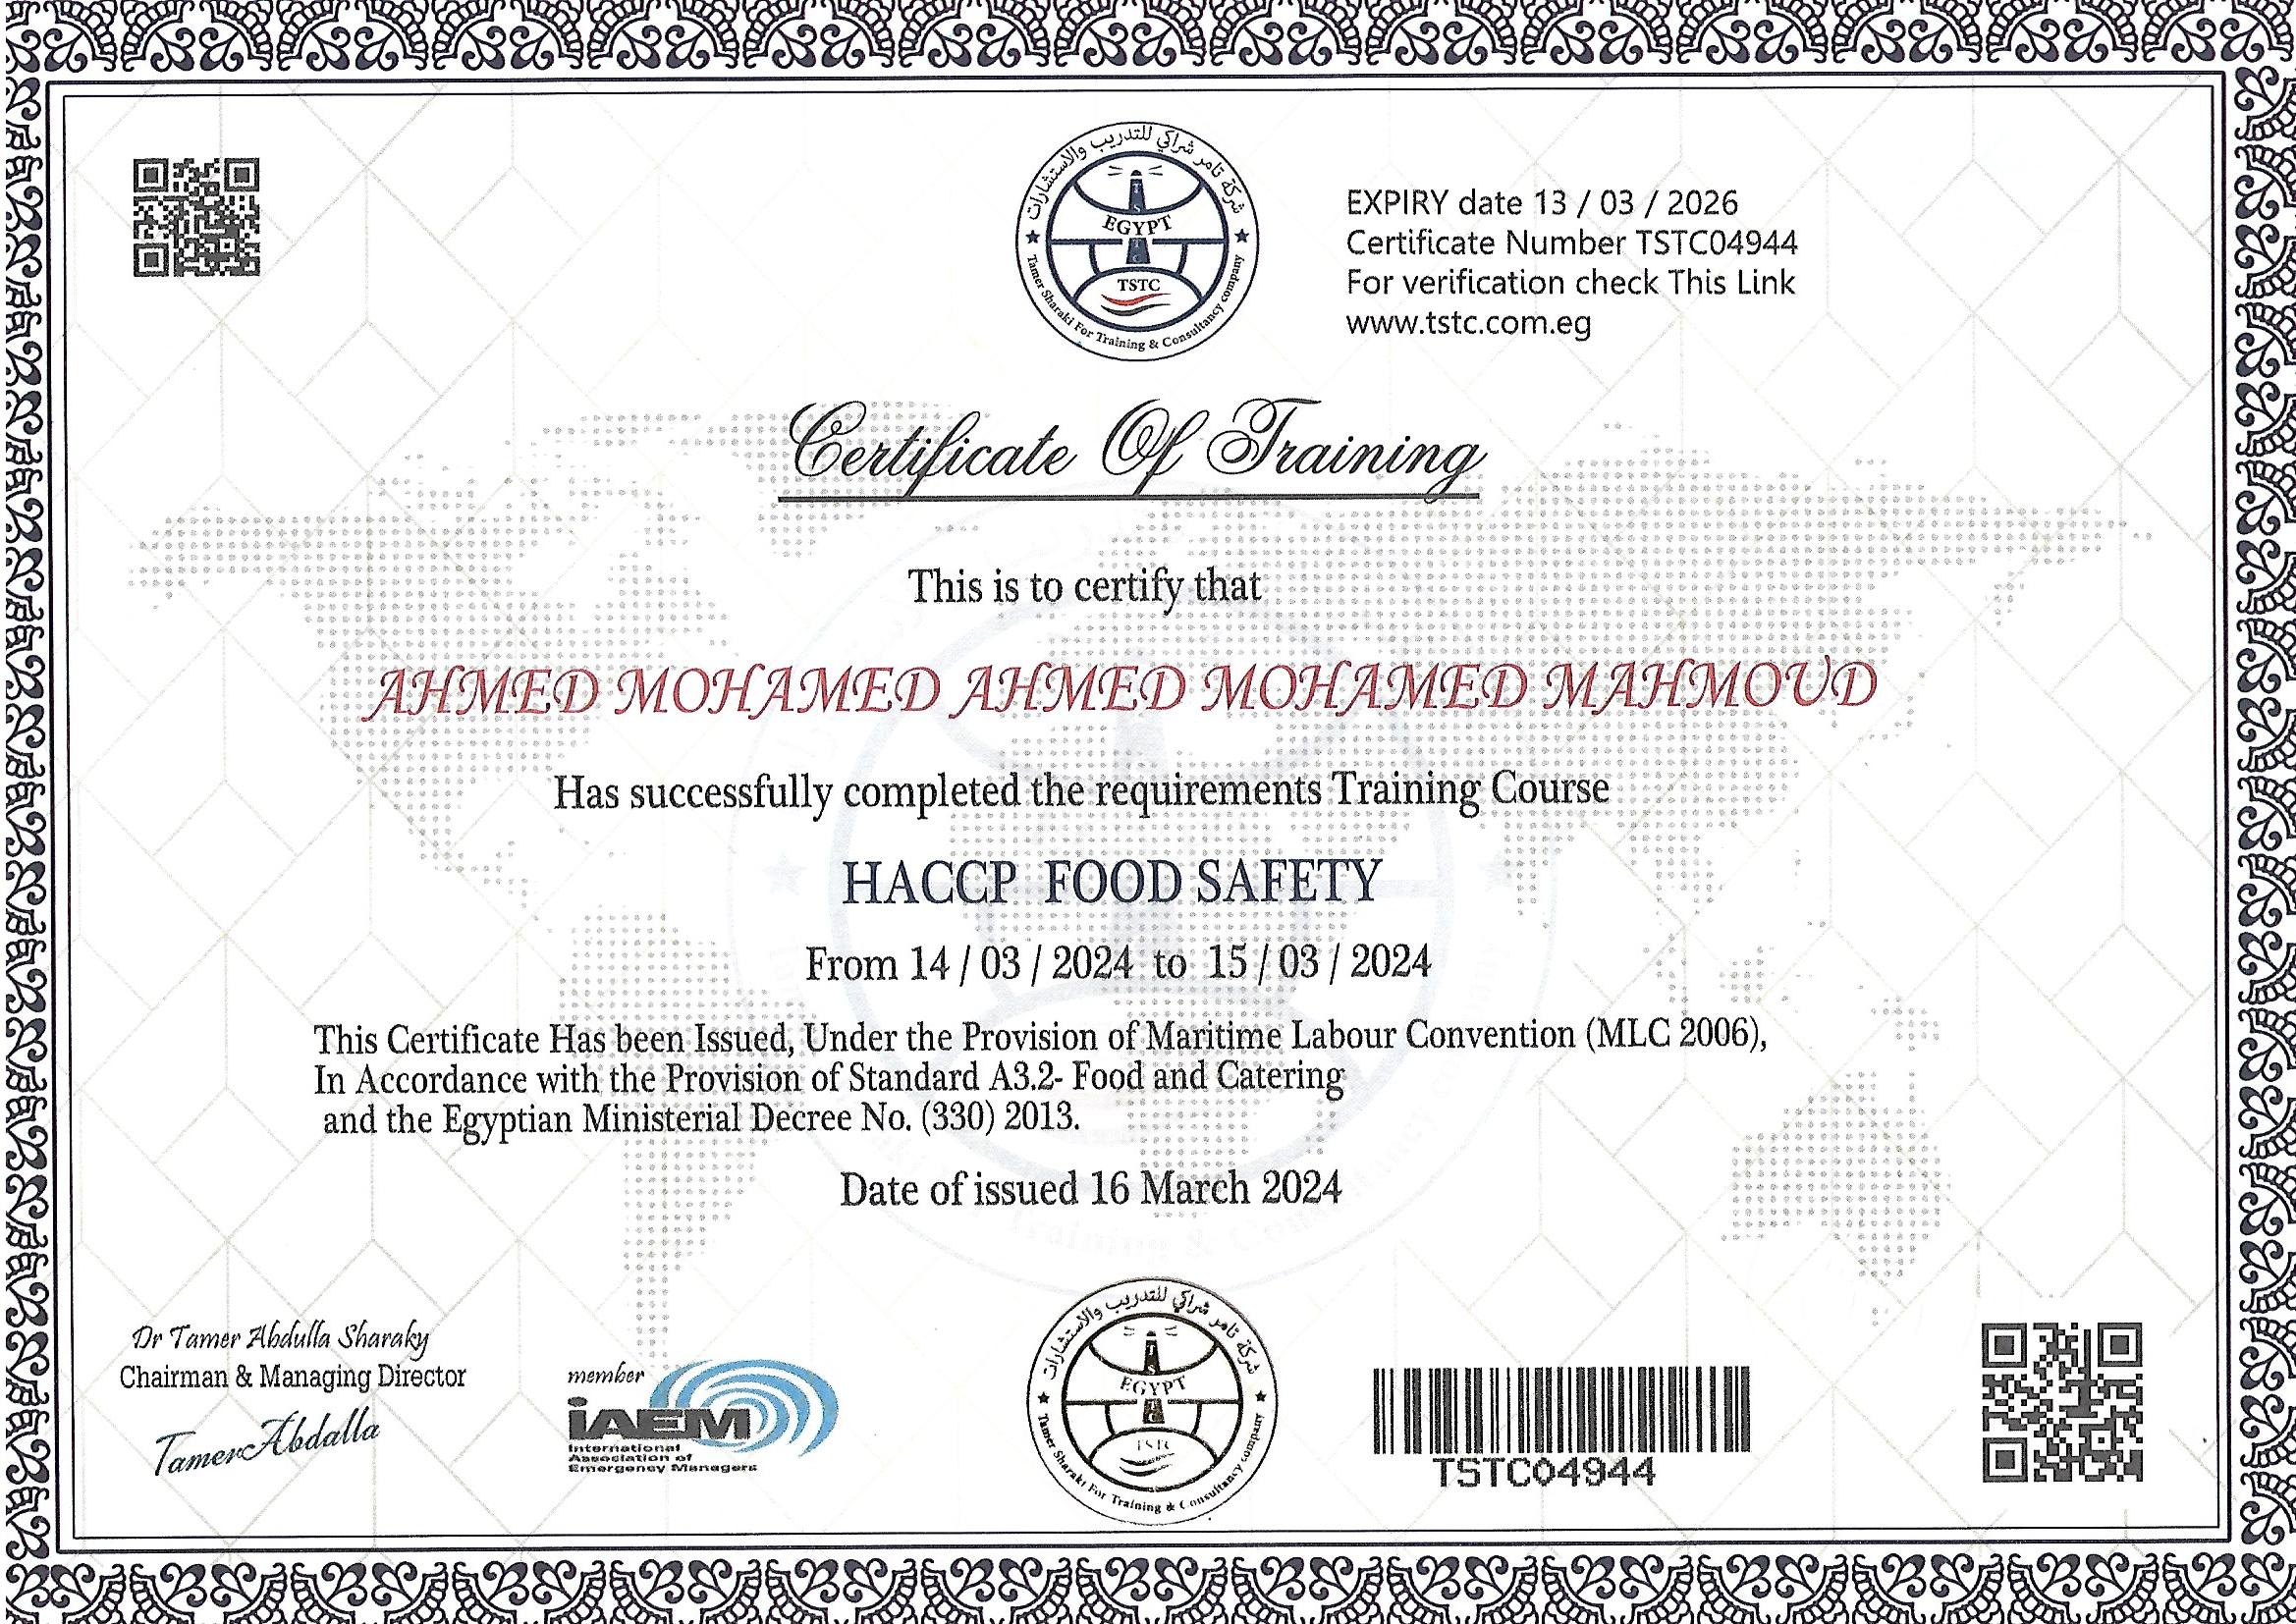 شركة تامر شراكي للتدريب والاستشارات
EGYPT
TSTC
Tamer Sharaki For Training & Consultancy company
EXPIRY date 13 / 03 / 2026
Certificate Number TSTC04944
For verification check This Link
www.tstc.com.eg
Certificate Of Training
This is to certify that
AHMED MOHAMED AHMED MOHAMED MAHMOUD
Has successfully completed the requirements Training Course
HACCP FOOD SAFETY
From 14 / 03 / 2024 to 15 / 03 / 2024
This Certificate Has been Issued, Under the Provision of Maritime Labour Convention (MLC 2006),
In Accordance with the Provision of Standard A3.2- Food and Catering
and the Egyptian Ministerial Decree No. (330) 2013.
Date of issued 16 March 2024
Dr Tamer Abdulla Sharaky
Chairman & Managing Director
Tamer Abdalla
member
iAEM
International
Association of
Emergency Managers
شركة تامر شراكي للتدريب والاستشارات
EGYPT
TSTC
Tamer Sharaki For Training & Consultancy company
TSTC04944